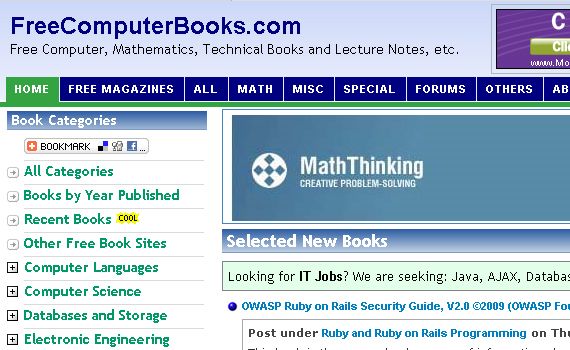 FreeComputerBooks.com
Free Computer, Mathematics, Technical Books and Lecture Notes, etc.
HOME FREE MAGAZINES ALL MATH MISC SPECIAL FORUMS OTHERS AB
Book Categories
BOOKMARK ...
All Categories
Books by Year Published
Recent Books COOL
Other Free Book Sites
Computer Languages
Computer Science
Databases and Storage
Electronic Engineering
C
Clic
www.Mo
MathThinking
CREATIVE PROBLEM-SOLVING
Selected New Books
Looking for IT Jobs? We are seeking: Java, AJAX, Databas
OWASP Ruby on Rails Security Guide, V2.0 ©2009 (OWASP Fou
Post under Ruby and Ruby on Rails Programming on Thu